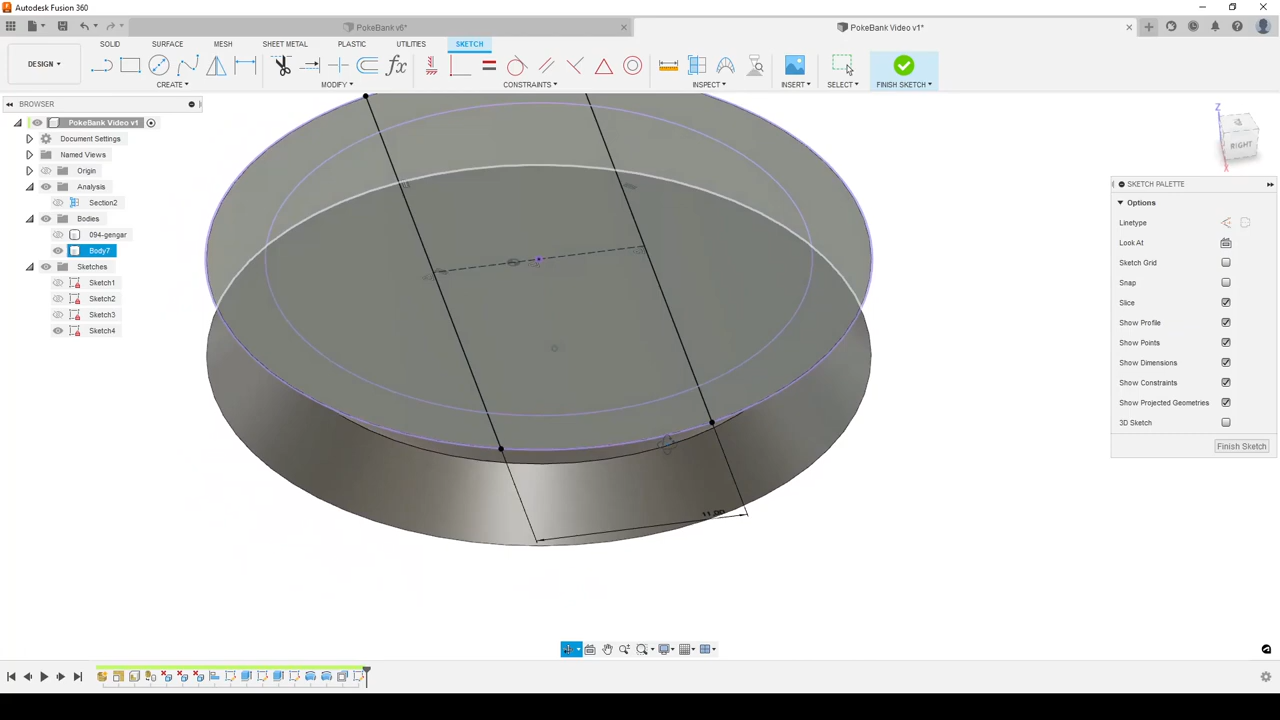 Autodesk Fusion 360
PokeBank v6*
PokeBank Video v1*
DESIGN
SOLID
SURFACE
MESH
SHEET METAL
PLASTIC
UTILITIES
SKETCH
CREATE
MODIFY
CONSTRAINTS
INSPECT
INSERT
SELECT
FINISH SKETCH
BROWSER
PokeBank Video v1
Document Settings
Named Views
Origin
Analysis
Section2
Bodies
094-gengar
Body7
Sketches
Sketch1
Sketch2
Sketch3
Sketch4
Z
RIGHT
X
SKETCH PALETTE
Options
Linetype
Look At
Sketch Grid
Snap
Slice
Show Profile
Show Points
Show Dimensions
Show Constraints
Show Projected Geometries
3D Sketch
Finish Sketch
11.00